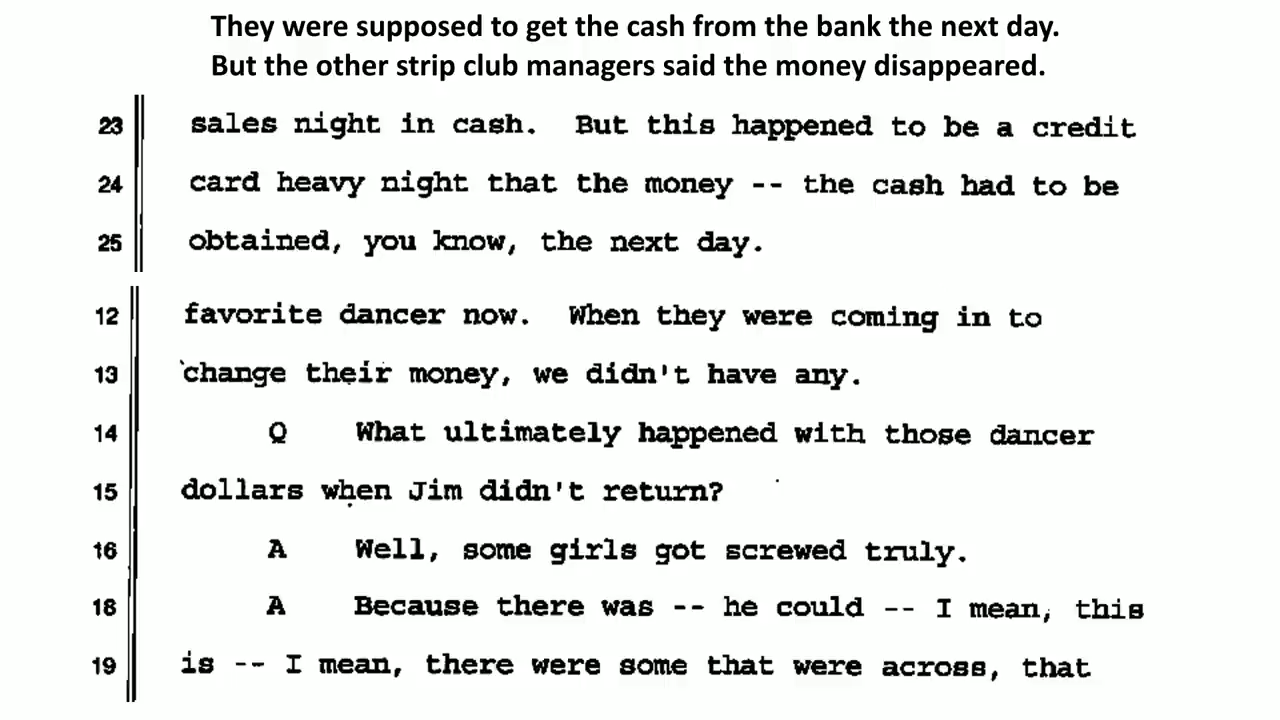 They were supposed to get the cash from the bank the next day.
But the other strip club managers said the money disappeared.
23 sales night in cash. But this happened to be a credit
24 card heavy night that the money -- the cash had to be
25 obtained, you know, the next day.
12 favorite dancer now. When they were coming in to
13 change their money, we didn't have any.
14 Q What ultimately happened with those dancer
15 dollars when Jim didn't return?
16 A Well, some girls got screwed truly.
18 A Because there was -- he could -- I mean, this
19 is -- I mean, there were some that were across, that